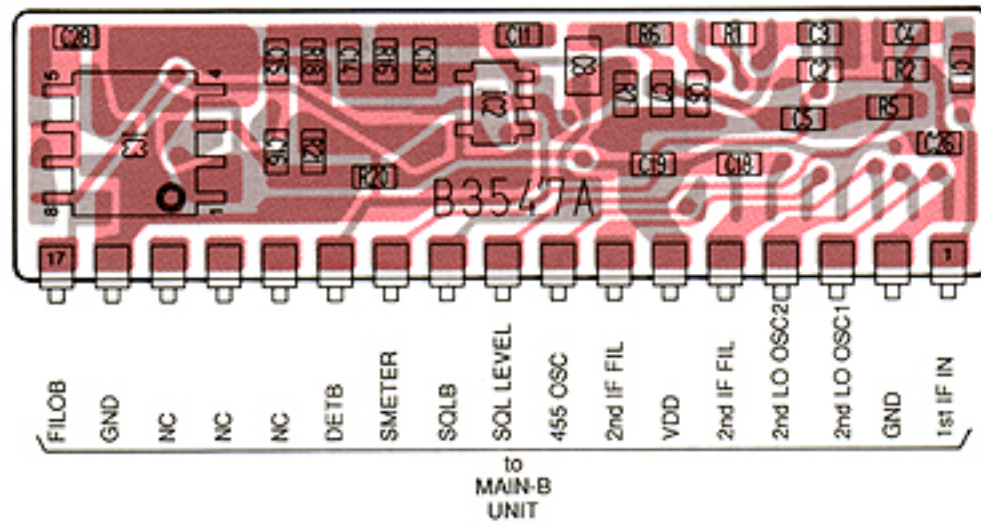 C28
C11
R6
R1
C3
C4
5
4
C15
R18
C14
R16
C13
C8
C2
R2
C1
IC2
R7
C7
C6
R5
C5
C26
C16
R21
C19
C18
R20
8
1
B3547A
17
1
FILOB
GND
NC
NC
NC
DETB
SMETER
SQLB
SQL LEVEL
455 OSC
2nd IF FIL
VDD
2nd IF FIL
2nd LO OSC2
2nd LO OSC1
GND
1st IF IN
to
MAIN-B
UNIT